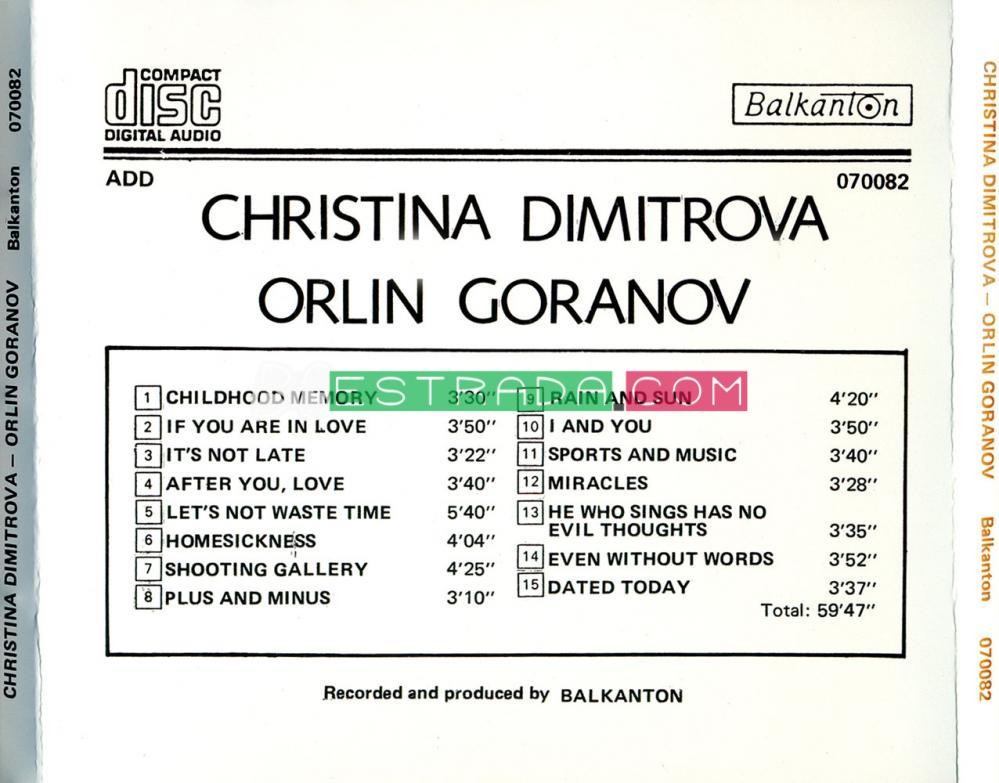 CHRISTINA DIMITROVA – ORLIN GORANOV Balkanton 070082
COMPACT
disc
DIGITAL AUDIO
Balkanton
ADD
070082
CHRISTINA DIMITROVA
ORLIN GORANOV
ESTRADA.COM
1 CHILDHOOD MEMORY 3'30''
2 IF YOU ARE IN LOVE 3'50''
3 IT'S NOT LATE 3'22''
4 AFTER YOU, LOVE 3'40''
5 LET'S NOT WASTE TIME 5'40''
6 HOMESICKNESS 4'04''
7 SHOOTING GALLERY 4'25''
8 PLUS AND MINUS 3'10''
9 RAIN AND SUN 4'20''
10 I AND YOU 3'50''
11 SPORTS AND MUSIC 3'40''
12 MIRACLES 3'28''
13 HE WHO SINGS HAS NO
EVIL THOUGHTS 3'35''
14 EVEN WITHOUT WORDS 3'52''
15 DATED TODAY 3'37''
Total: 59'47''
Recorded and produced by BALKANTON
CHRISTINA DIMITROVA – ORLIN GORANOV Balkanton 070082